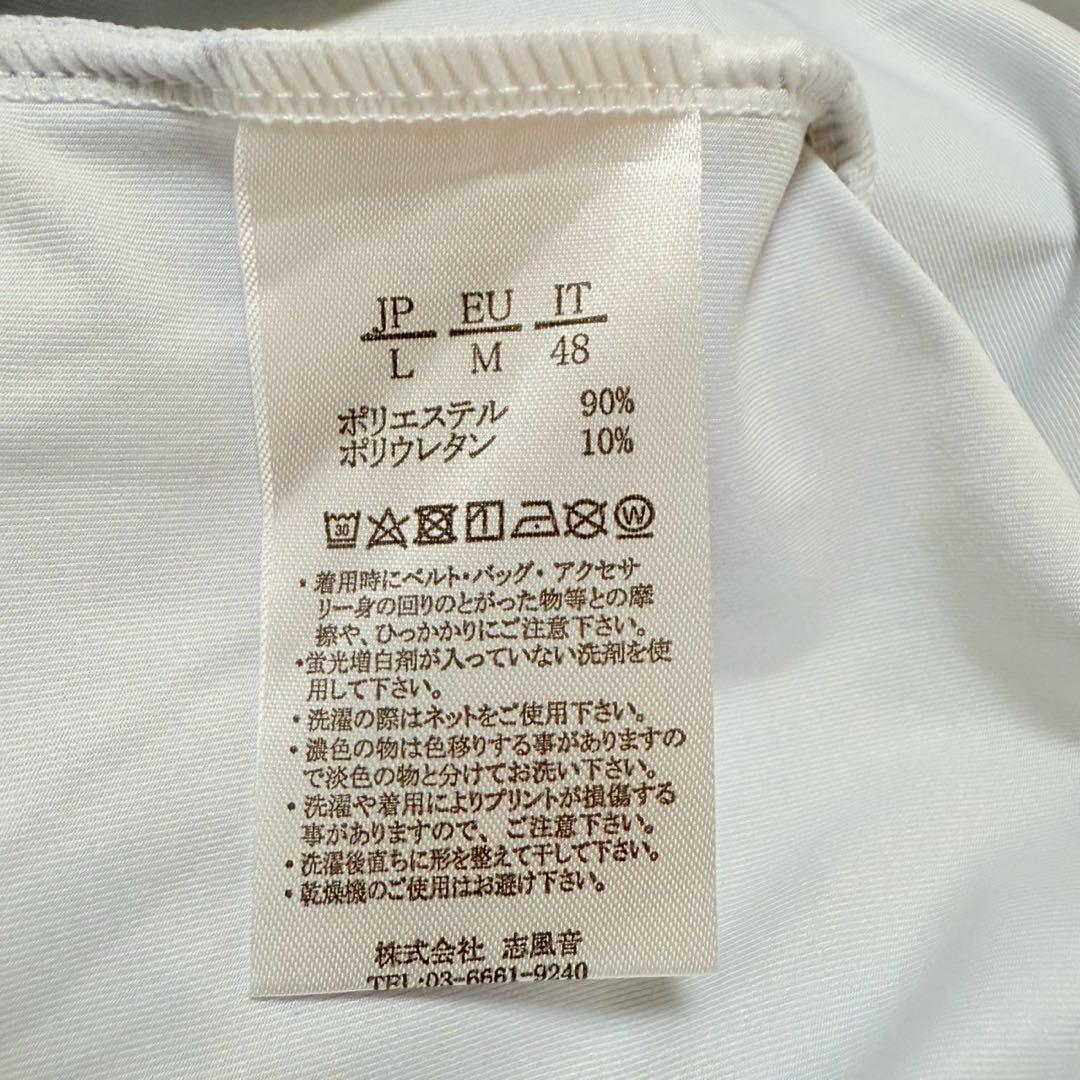 JP EU IT
L M 48
ポリエステル 90%
ポリウレタン 10%
30
W
・着用時にベルト・バッグ・アクセサ
リー身の回りのとがった物等との摩
擦や、ひっかかりにご注意下さい。
・蛍光増白剤が入っていない洗剤を使
用して下さい。
・洗濯の際はネットをご使用下さい。
・濃色の物は色移りする事がありますの
で淡色の物と分けてお洗い下さい。
・洗濯や着用によりプリントが損傷する
事がありますので、ご注意下さい。
・洗濯後直ちに形を整えて干して下さい。
・乾燥機のご使用はお避け下さい。
株式会社 志風音
TEL:03-6661-9240